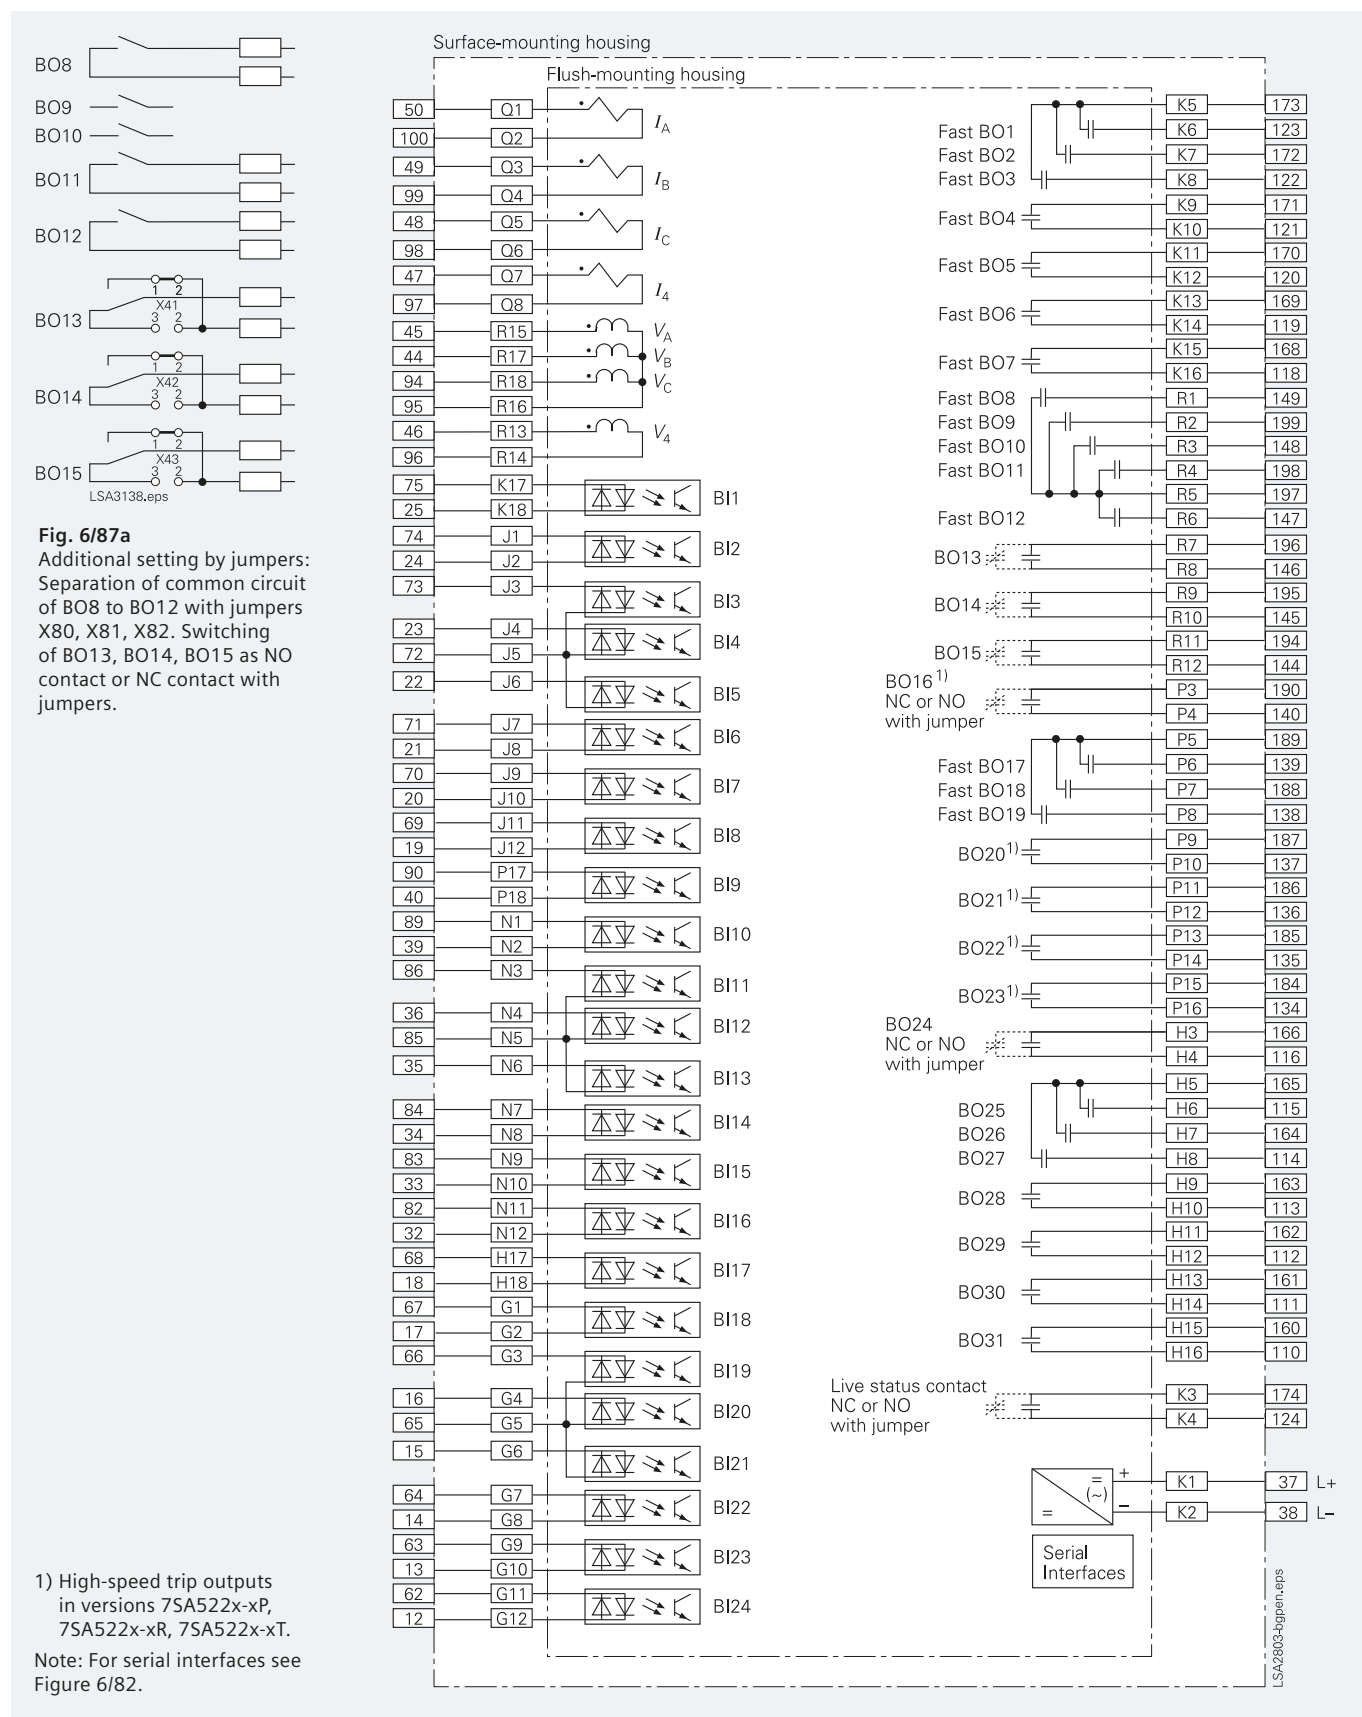 BO8
BO9
BO10
BO11
BO12
1 2
X41
BO13
3 2
1 2
X42
BO14
3 2
1 2
X43
BO15
3 2
LSA3138.eps
Fig. 6/87a
Additional setting by jumpers:
Separation of common circuit
of BO8 to BO12 with jumpers
X80, X81, X82. Switching
of BO13, BO14, BO15 as NO
contact or NC contact with
jumpers.
1) High-speed trip outputs
in versions 7SA522x-xP,
7SA522x-xR, 7SA522x-xT.
Note: For serial interfaces see
Figure 6/82.
Surface-mounting housing
Flush-mounting housing
50 Q1
IA
100 Q2
49 Q3
IB
99 Q4
48 Q5
IC
98 Q6
47 Q7
I4
97 Q8
45 R15 VA
44 R17 VB
94 R18 VC
95 R16
46 R13 V4
96 R14
75 K17
BI1
25 K18
74 J1
BI2
24 J2
73 J3
BI3
23 J4
BI4
72 J5
22 J6
BI5
71 J7
BI6
21 J8
70 J9
BI7
20 J10
69 J11
BI8
19 J12
90 P17
BI9
40 P18
89 N1
BI10
39 N2
86 N3
BI11
36 N4
BI12
85 N5
35 N6
BI13
84 N7
BI14
34 N8
83 N9
BI15
33 N10
82 N11
BI16
32 N12
68 H17
BI17
18 H18
67 G1
BI18
17 G2
66 G3
BI19
16 G4
BI20
65 G5
15 G6
BI21
64 G7
BI22
14 G8
63 G9
BI23
13 G10
62 G11
BI24
12 G12
K5 173
Fast BO1 K6 123
Fast BO2 K7 172
Fast BO3 K8 122
K9 171
Fast BO4
K10 121
K11 170
Fast BO5
K12 120
K13 169
Fast BO6
K14 119
K15 168
Fast BO7
K16 118
Fast BO8 R1 149
Fast BO9 R2 199
Fast BO10 R3 148
Fast BO11 R4 198
R5 197
Fast BO12 R6 147
R7 196
BO13
R8 146
R9 195
BO14
R10 145
R11 194
BO15
R12 144
BO16 1)
NC or NO
with jumper
P3 190
P4 140
P5 189
Fast BO17 P6 139
Fast BO18 P7 188
Fast BO19 P8 138
P9 187
BO20 1)
P10 137
P11 186
BO21 1)
P12 136
P13 185
BO22 1)
P14 135
P15 184
BO23 1)
P16 134
BO24
NC or NO
with jumper
H3 166
H4 116
H5 165
BO25 H6 115
BO26 H7 164
BO27 H8 114
H9 163
BO28
H10 113
H11 162
BO29
H12 112
H13 161
BO30
H14 111
H15 160
BO31
H16 110
Live status contact
NC or NO
with jumper
K3 174
K4 124
= (~) =
+ K1 37 L+
– K2 38 L–
Serial
Interfaces
LSA2803-bgpen.eps